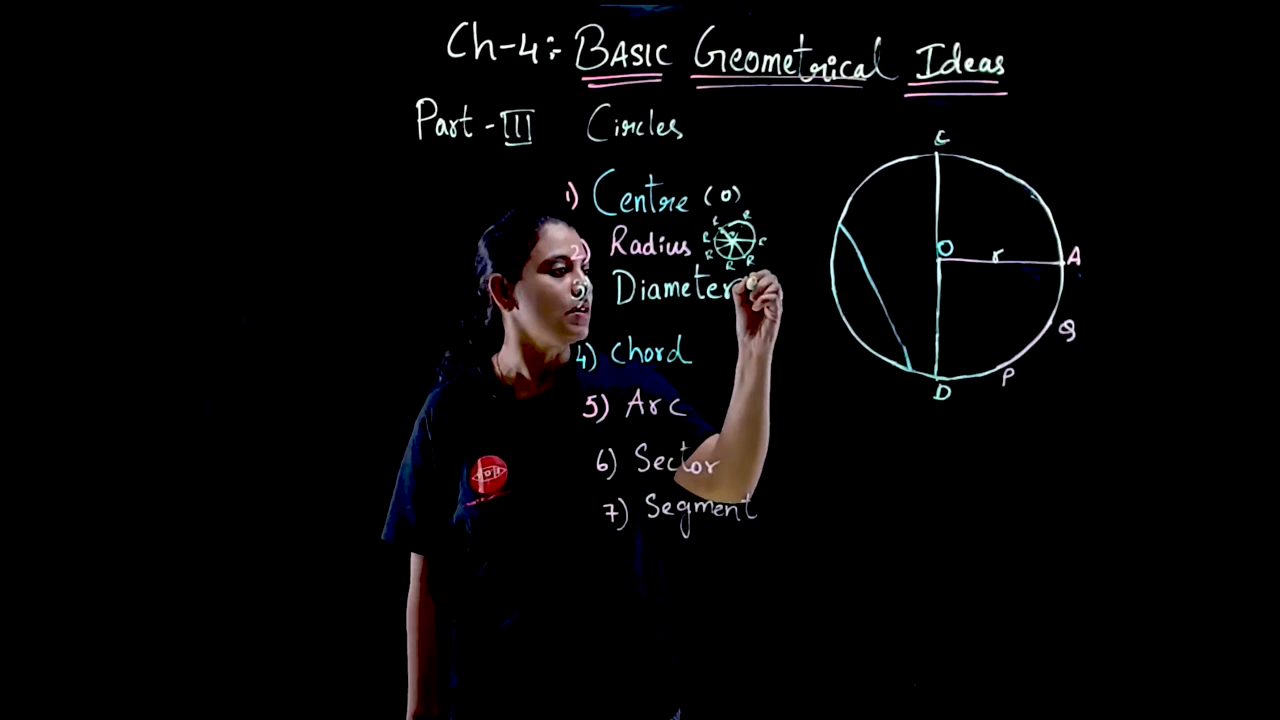 Ch-4:- BASIC Geometrical Ideas
Part - III Circles
1) Centre (O)
2) Radius
R R R R R R
3) Diameter
4) Chord
5) Arc
6) Sector
7) Segment
O r A
Q
P
D